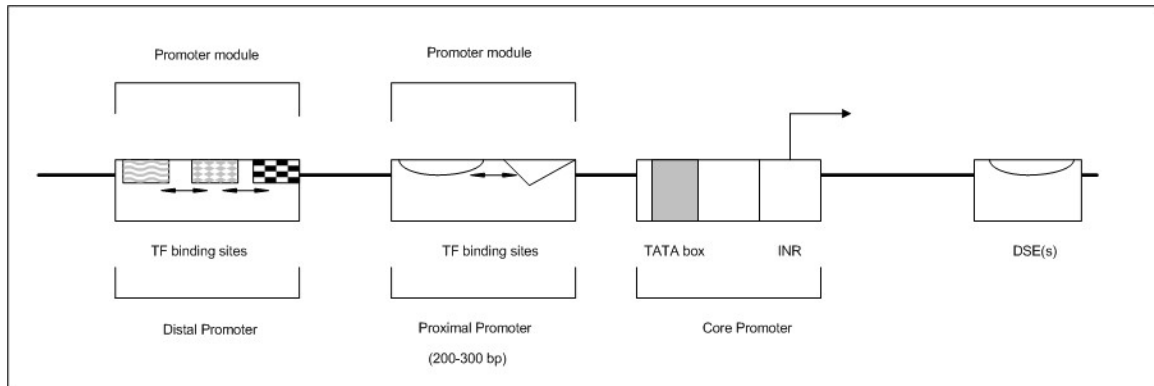 Promoter module
Promoter module
TF binding sites
TF binding sites
TATA box
INR
DSE(s)
Distal Promoter
Proximal Promoter
Core Promoter
(200-300 bp)